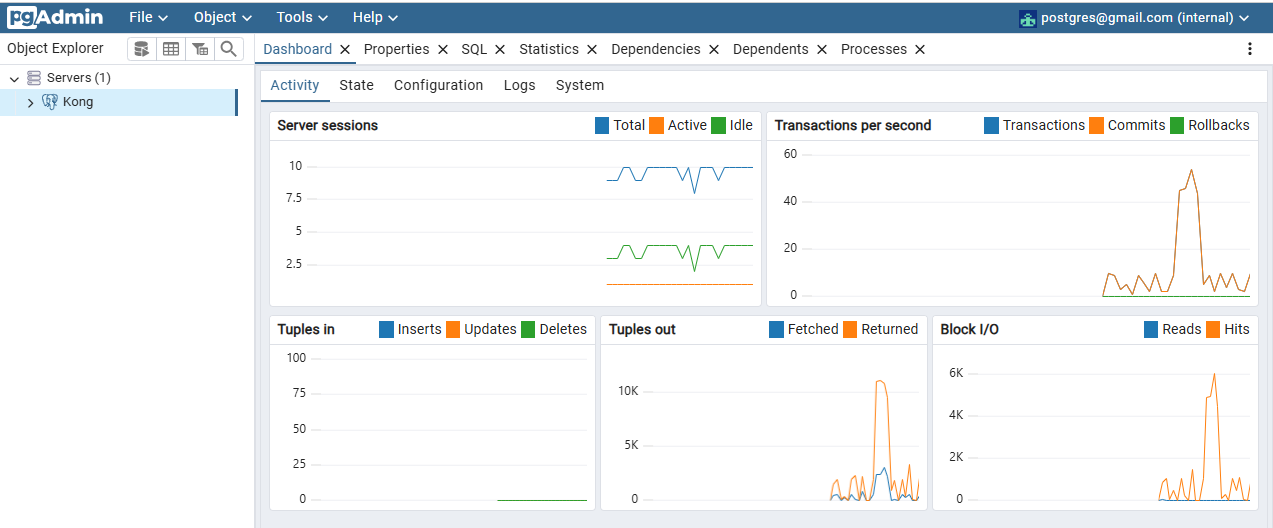 pgAdmin File Object Tools Help postgres@gmail.com (internal)
Object Explorer Dashboard Properties SQL Statistics Dependencies Dependents Processes
Servers (1)
Kong
Activity State Configuration Logs System
Server sessions Total Active Idle
10
7.5
5
2.5
Transactions per second Transactions Commits Rollbacks
60
40
20
0
Tuples in Inserts Updates Deletes
100
75
50
25
0
Tuples out Fetched Returned
10K
5K
0
Block I/O Reads Hits
6K
4K
2K
0